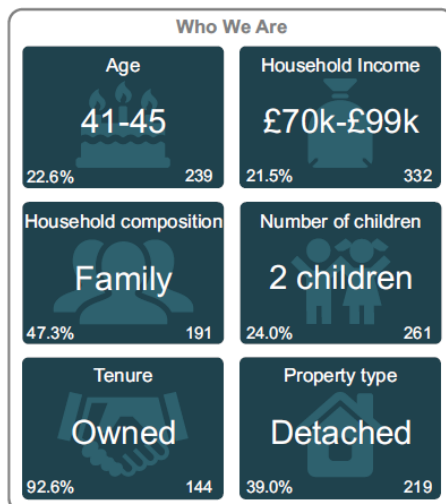 Who We Are
Age
41-45
22.6% 239
Household Income
£70k-£99k
21.5% 332
Household composition
Family
47.3% 191
Number of children
2 children
24.0% 261
Tenure
Owned
92.6% 144
Property type
Detached
39.0% 219